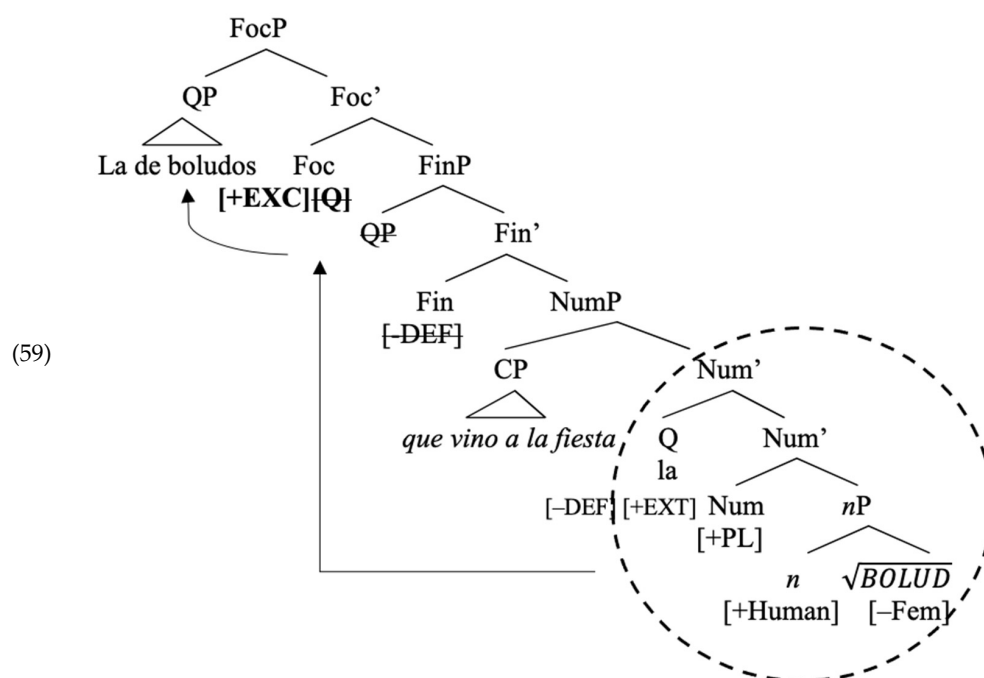 FocP
QP Foc’
La de boludos Foc FinP
[+EXC][Q]
QP Fin’
Fin NumP
[-DEF]
(59)
CP Num’
que vino a la fiesta Q Num’
la
[–DEF] [+EXT] Num nP
[+PL]
n √BOLUD
[+Human] [–Fem]